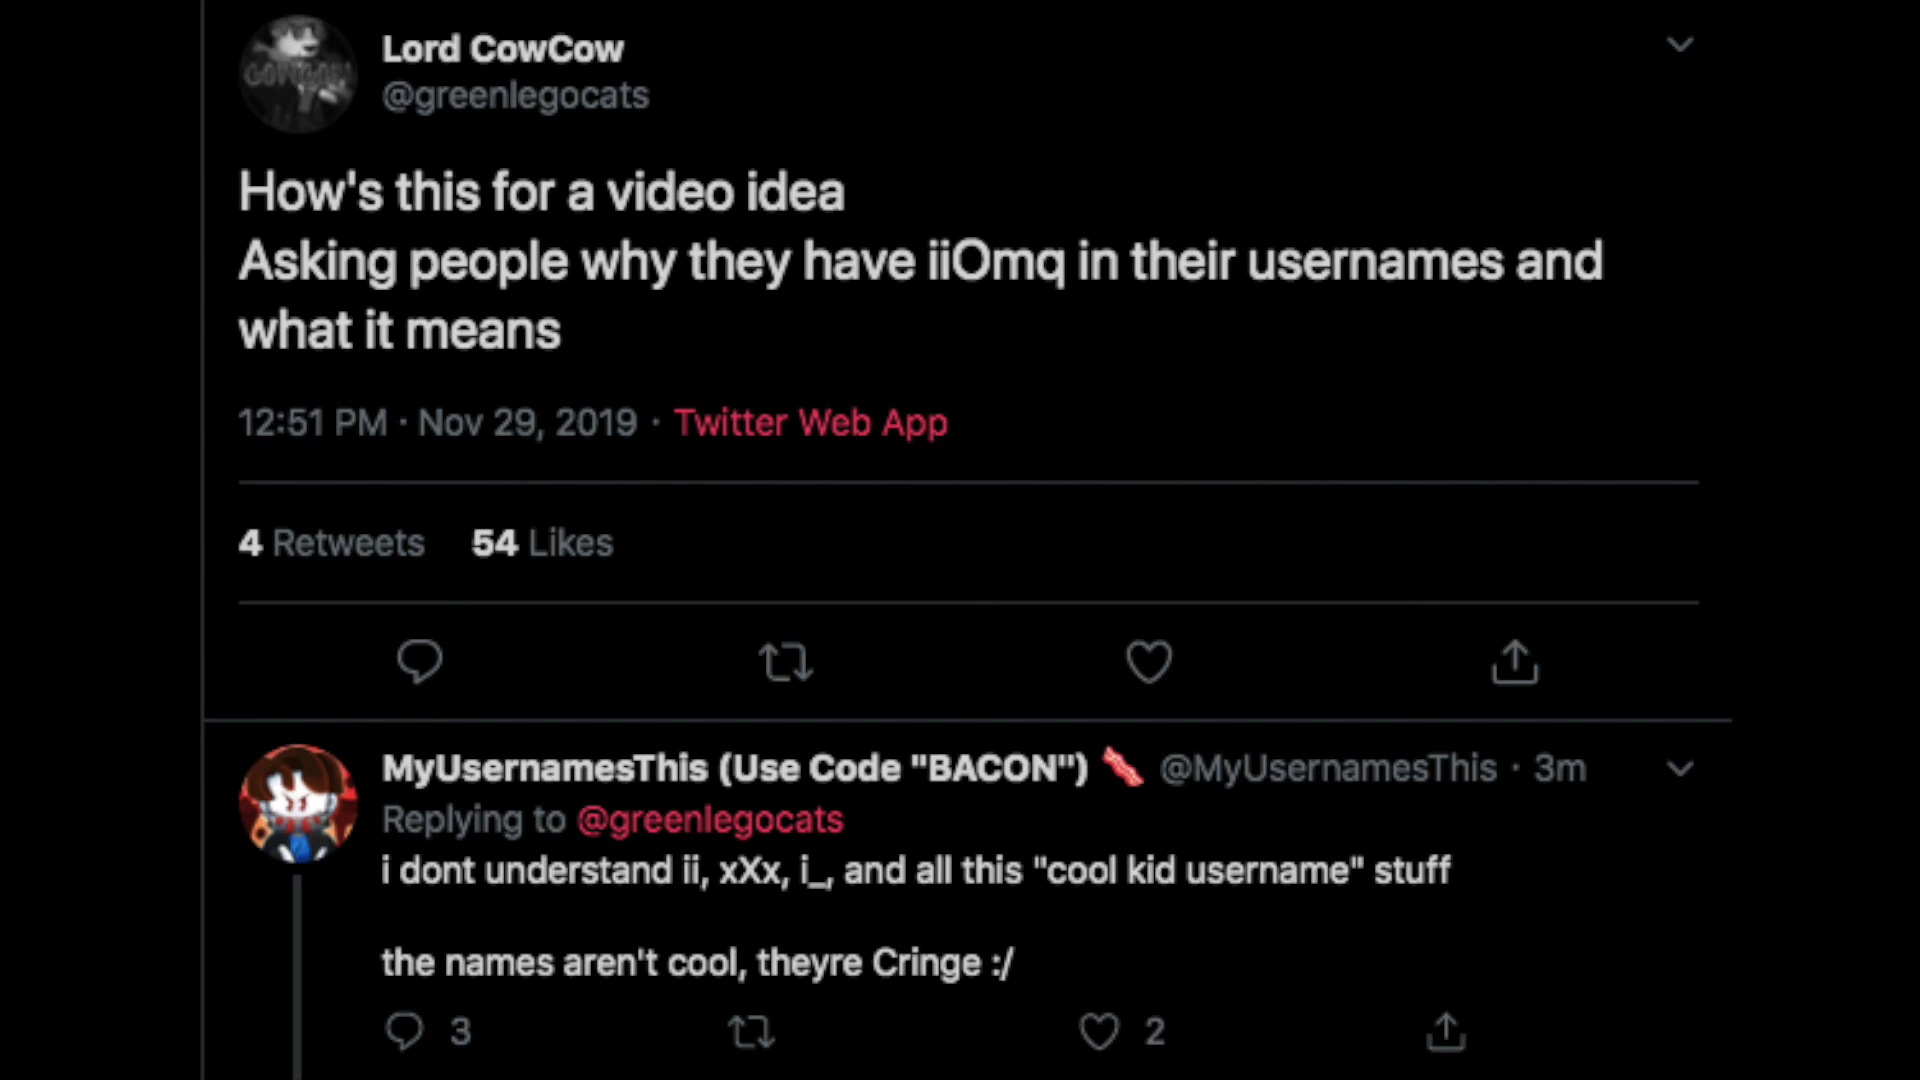 Lord CowCow
@greenlegocats
How's this for a video idea
Asking people why they have iiOmq in their usernames and
what it means
12:51 PM · Nov 29, 2019 · Twitter Web App
4 Retweets 54 Likes
MyUsernamesThis (Use Code "BACON") 🥓 @MyUsernamesThis · 3m
Replying to @greenlegocats
i dont understand ii, xXx, i_, and all this "cool kid username" stuff
the names aren't cool, theyre Cringe :/
3 2